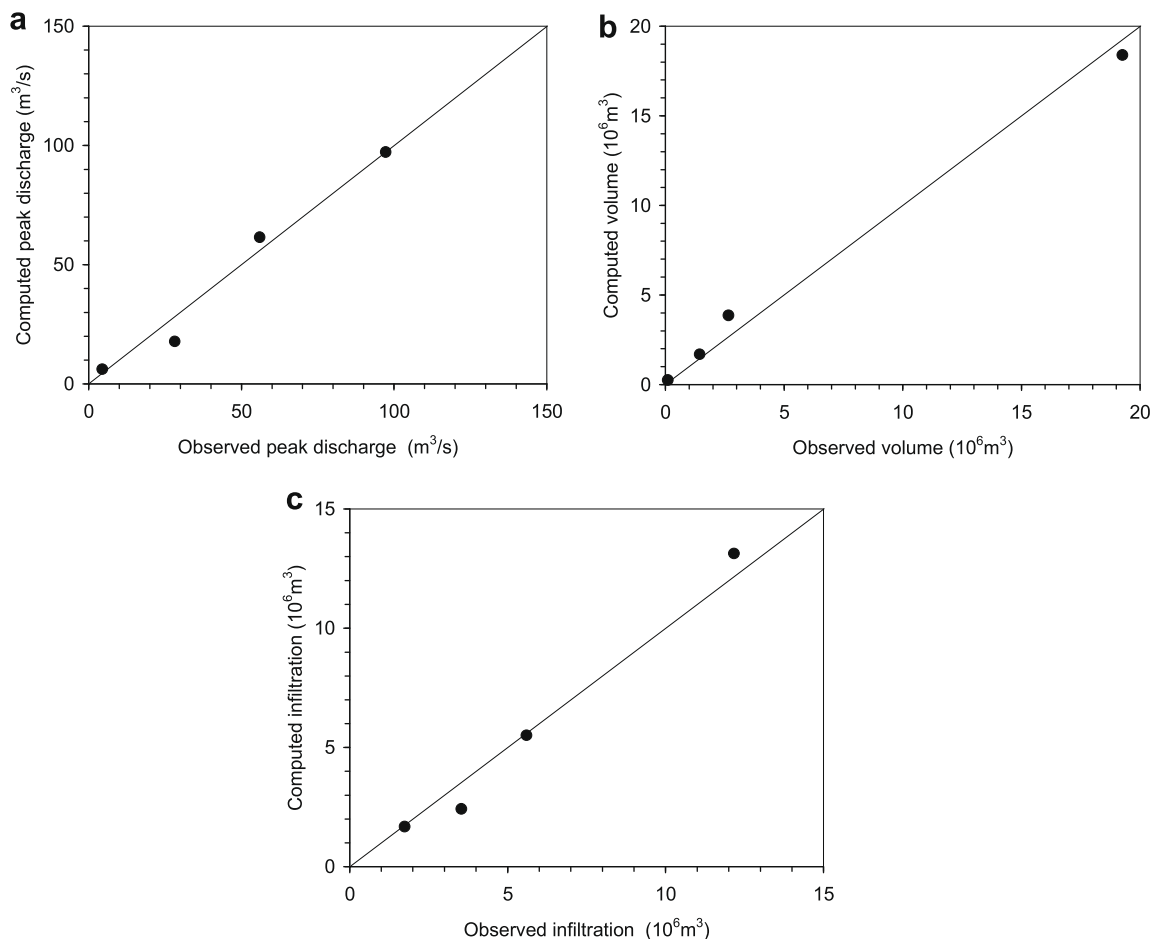 a
150
100
50
0
Computed peak discharge (m³/s)
0 50 100 150
Observed peak discharge (m³/s)
b
20
15
10
5
0
Computed volume (10⁶m³)
0 5 10 15 20
Observed volume (10⁶m³)
c
15
10
5
0
Computed infiltration (10⁶m³)
0 5 10 15
Observed infiltration (10⁶m³)